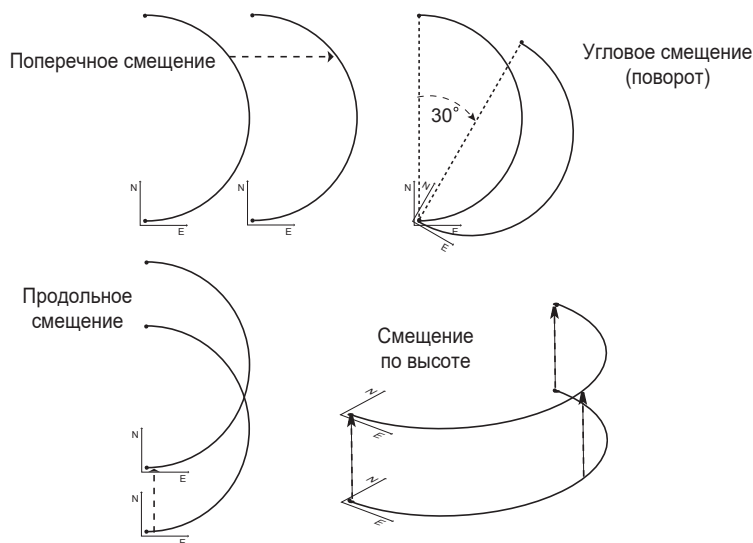 Поперечное смещение
N
E
N
E
Угловое смещение
(поворот)
30°
N
N
E
E
Продольное
смещение
N
E
N
E
Смещение
по высоте
N
E
N
E